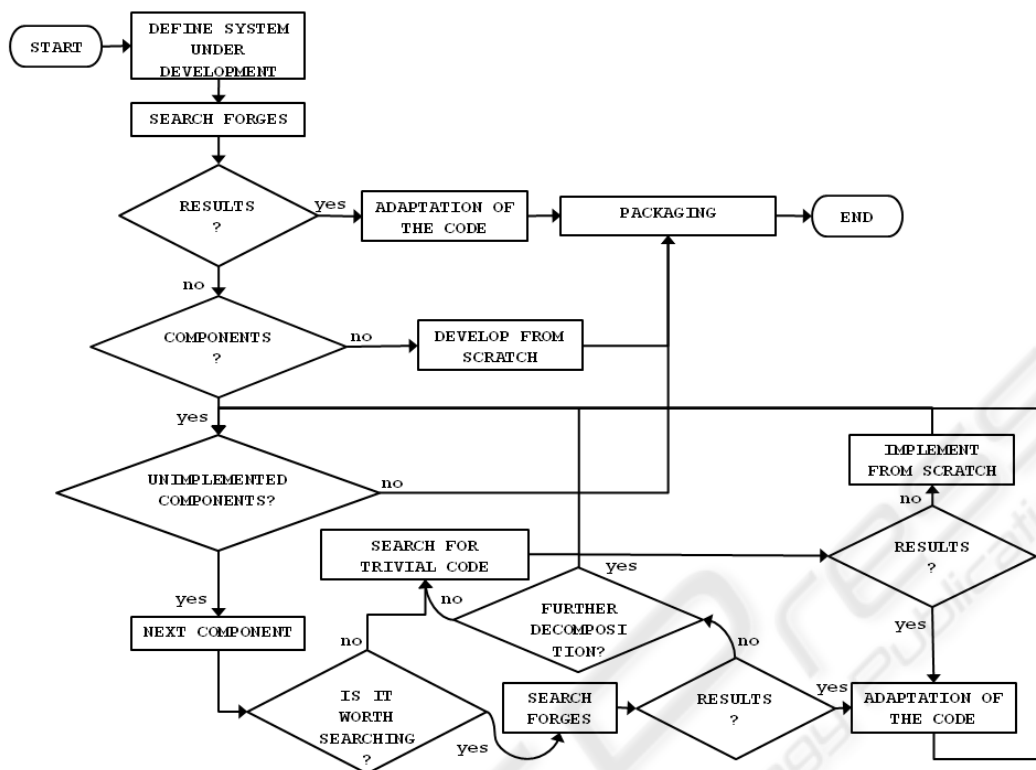 START
DEFINE SYSTEM
UNDER
DEVELOPMENT
SEARCH FORGES
RESULTS
?
yes
ADAPTATION OF
THE CODE
PACKAGING
END
no
COMPONENTS
?
no
DEVELOP FROM
SCRATCH
yes
UNIMPLEMENTED
COMPONENTS?
no
IMPLEMENT
FROM SCRATCH
no
SEARCH FOR
TRIVIAL CODE
RESULTS
?
yes
yes
NEXT COMPONENT
no
no
yes
FURTHER
DECOMPOSI
TION?
no
IS IT
WORTH
SEARCHING
?
yes
SEARCH
FORGES
RESULTS
?
yes
ADAPTATION OF
THE CODE